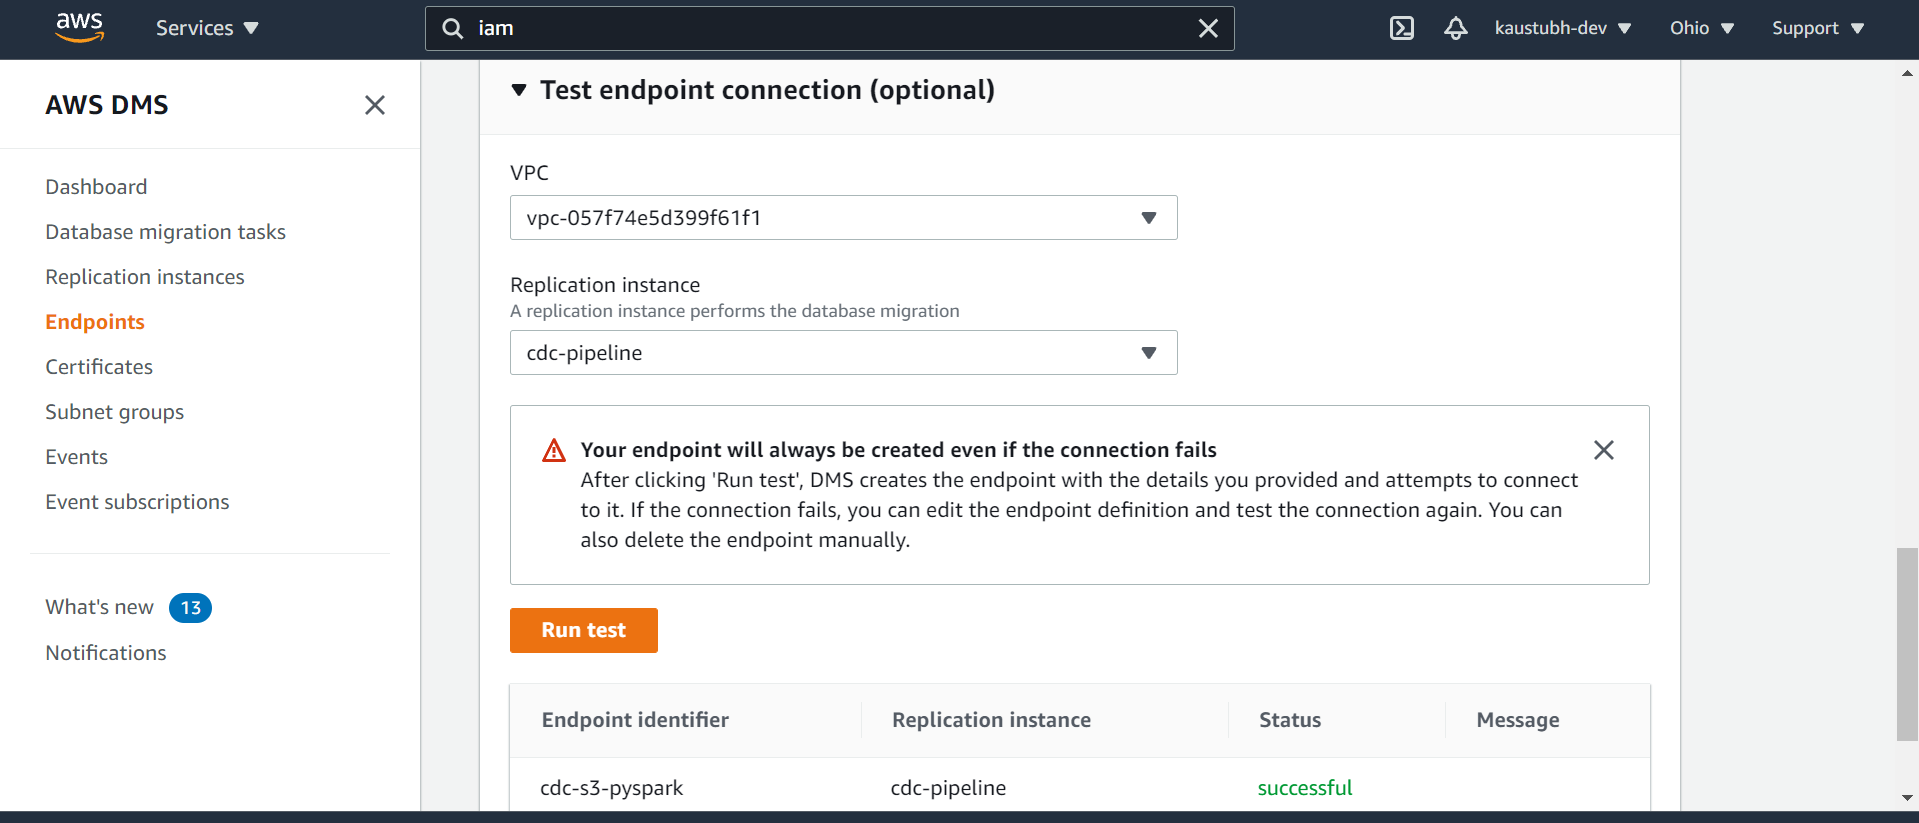 aws
Services
iam
kaustubh-dev
Ohio
Support
AWS DMS
Dashboard
Database migration tasks
Replication instances
Endpoints
Certificates
Subnet groups
Events
Event subscriptions
What's new 13
Notifications
Test endpoint connection (optional)
VPC
vpc-057f74e5d399f61f1
Replication instance
A replication instance performs the database migration
cdc-pipeline
Your endpoint will always be created even if the connection fails
After clicking 'Run test', DMS creates the endpoint with the details you provided and attempts to connect
to it. If the connection fails, you can edit the endpoint definition and test the connection again. You can
also delete the endpoint manually.
Run test
Endpoint identifier Replication instance Status Message
cdc-s3-pyspark cdc-pipeline successful